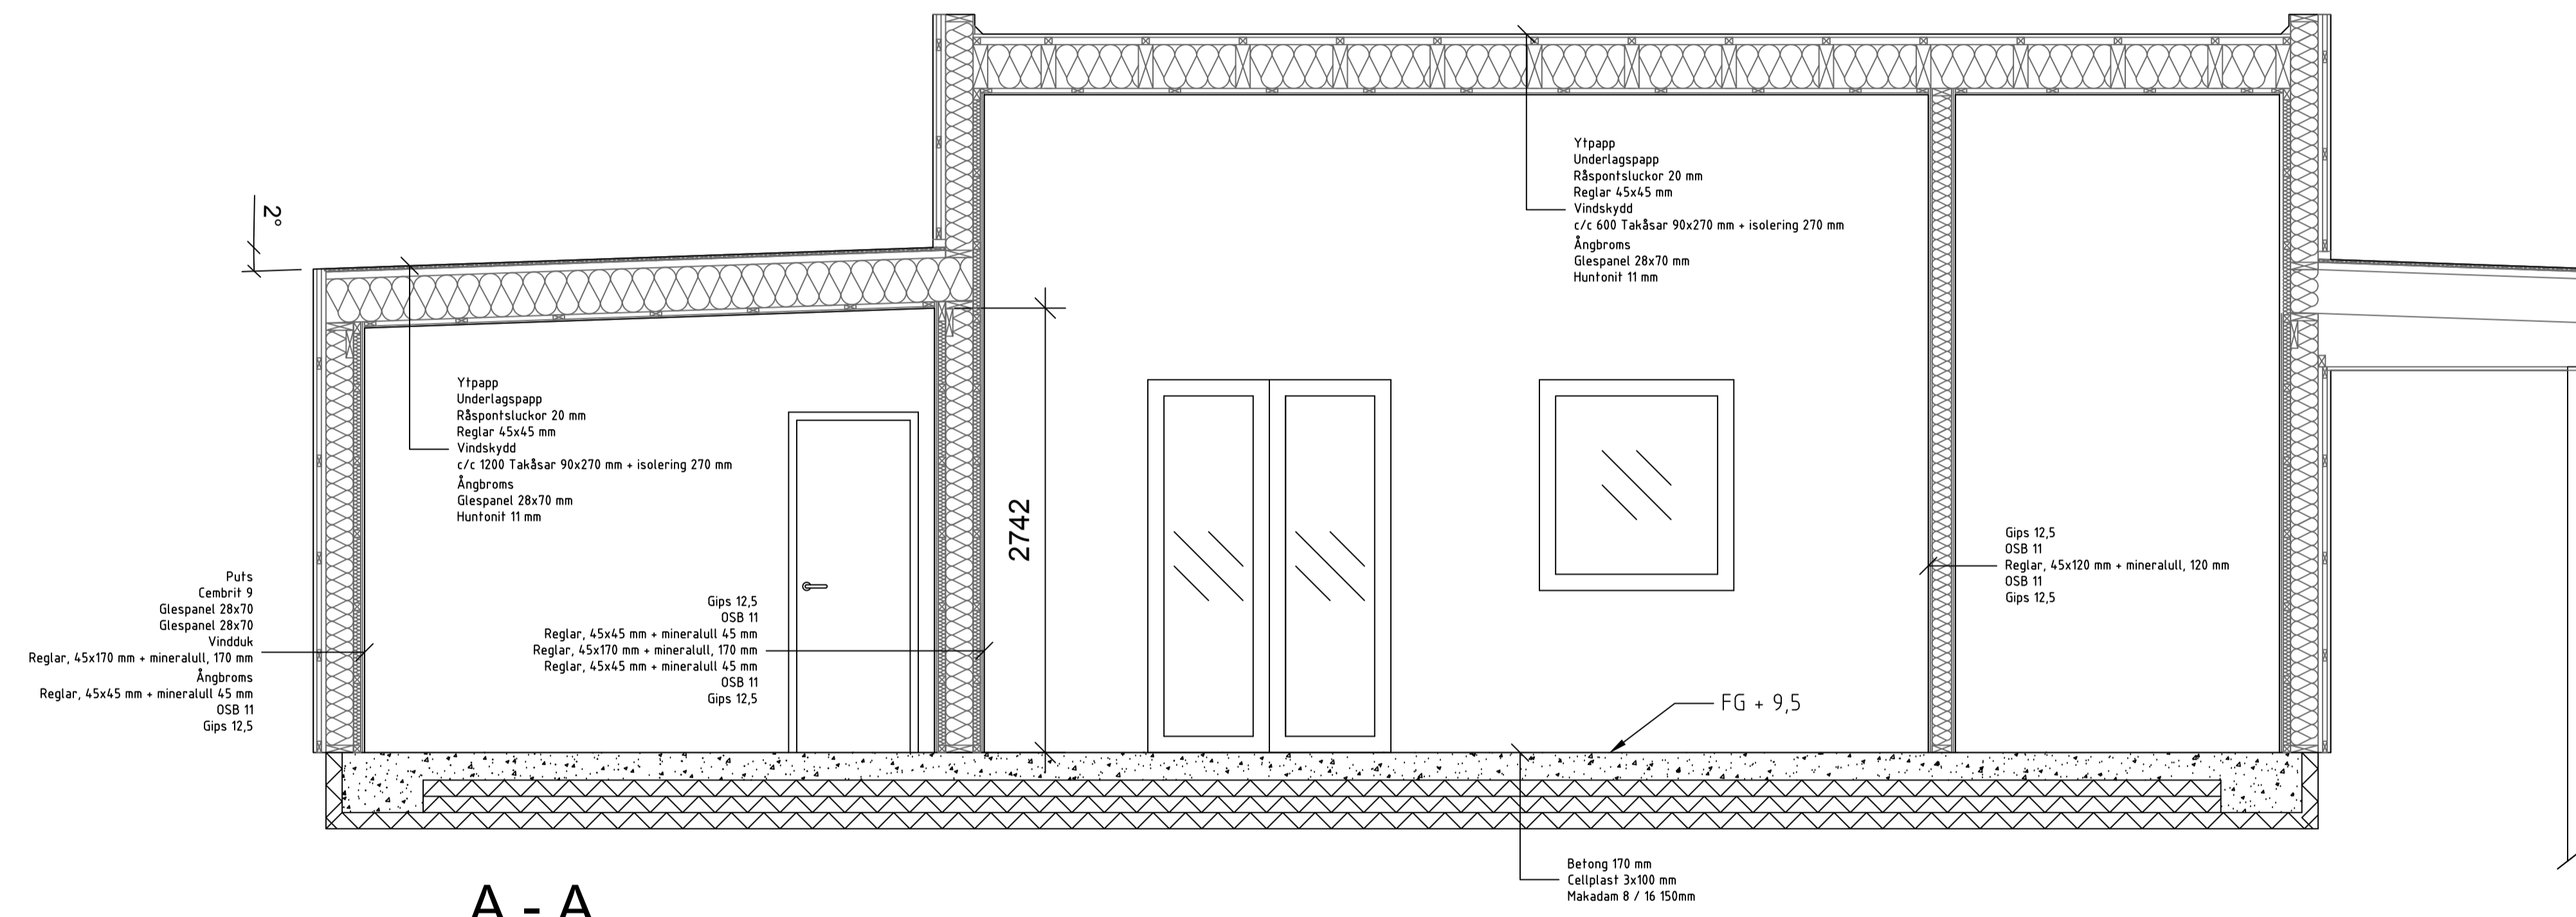 Ytpapp
Underlagspapp
Råspontsluckor 20 mm
Reglar 45x45 mm
Vindskydd
c/c 600 Takåsar 90x270 mm + isolering 270 mm
Ångbroms
Glespanel 28x70 mm
Huntonit 11 mm
2°
Ytpapp
Underlagspapp
Råspontsluckor 20 mm
Reglar 45x45 mm
Vindskydd
c/c 1200 Takåsar 90x270 mm + isolering 270 mm
Ångbroms
Glespanel 28x70 mm
Huntonit 11 mm
Puts
Cembrit 9
Glespanel 28x70
Glespanel 28x70
Vindduk
Reglar, 45x170 mm + mineralull, 170 mm
Ångbroms
Reglar, 45x45 mm + mineralull 45 mm
OSB 11
Gips 12,5
Gips 12,5
OSB 11
Reglar, 45x45 mm + mineralull 45 mm
Reglar, 45x170 mm + mineralull, 170 mm
Reglar, 45x45 mm + mineralull 45 mm
OSB 11
Gips 12,5
2742
Gips 12,5
OSB 11
Reglar, 45x120 mm + mineralull, 120 mm
OSB 11
Gips 12,5
FG + 9,5
Betong 170 mm
Cellplast 3x100 mm
Makadam 8 / 16 150mm
A - A